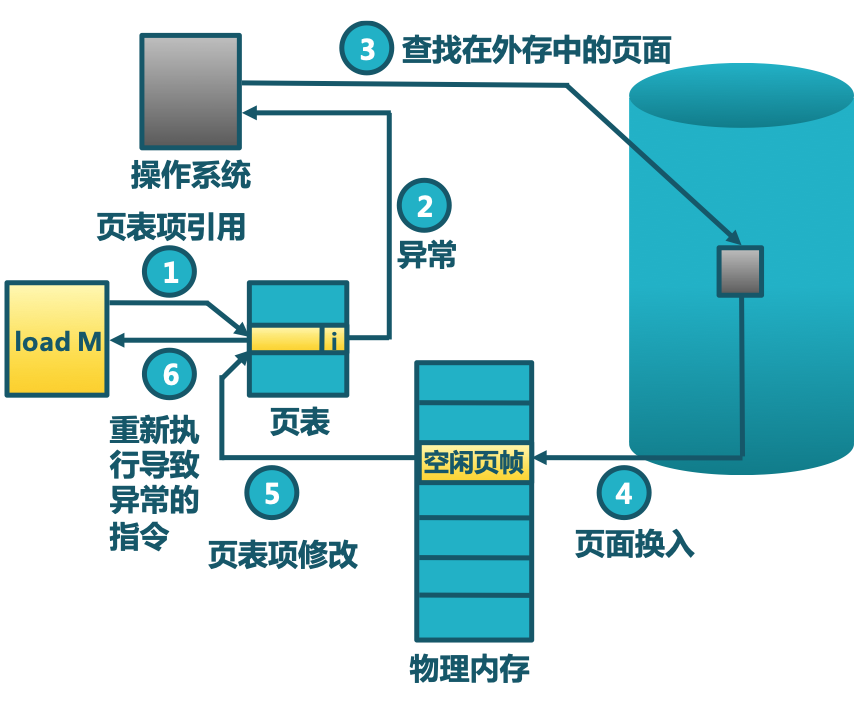 3 查找在外存中的页面
操作系统
2
异常
页表项引用
1
load M
i
6
页表
重新执
行导致
异常的
指令
5
页表项修改
空闲页帧
4
页面换入
物理内存